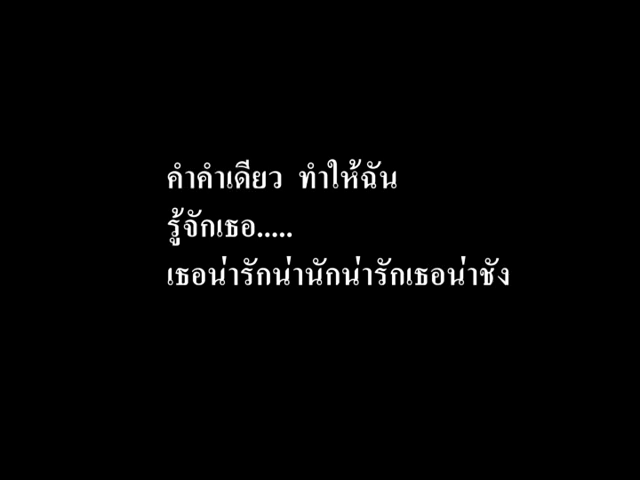 คำคำเดียว ทำให้ฉัน
รู้จักเธอ.....
เธอน่ารักน่านักน่ารักเธอน่าชัง